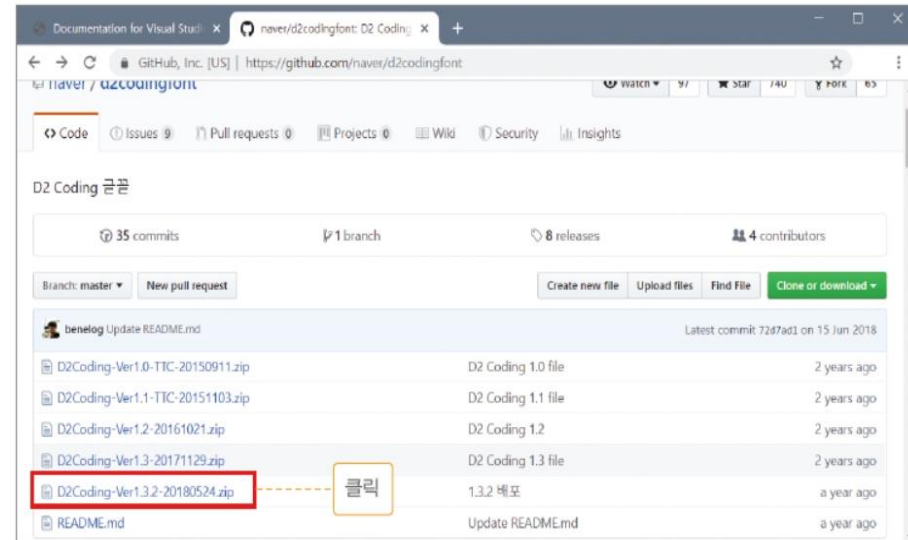 Documentation for Visual Studi
naver/d2codingfont: D2 Coding
GitHub, Inc. [US] | https://github.com/naver/d2codingfont
naver / d2codingfont Watch 97 Star 740 Fork 65
Code Issues 9 Pull requests 0 Projects 0 Wiki Security Insights
D2 Coding 글꼴
35 commits 1 branch 8 releases 4 contributors
Branch: master New pull request Create new file Upload files Find File Clone or download
benelog Update README.md Latest commit 72d7ad1 on 15 Jun 2018
D2Coding-Ver1.0-TTC-20150911.zip D2 Coding 1.0 file 2 years ago
D2Coding-Ver1.1-TTC-20151103.zip D2 Coding 1.1 file 2 years ago
D2Coding-Ver1.2-20161021.zip D2 Coding 1.2 2 years ago
D2Coding-Ver1.3-20171129.zip D2 Coding 1.3 file 2 years ago
D2Coding-Ver1.3.2-20180524.zip 클릭 1.3.2 배포 a year ago
README.md Update README.md a year ago